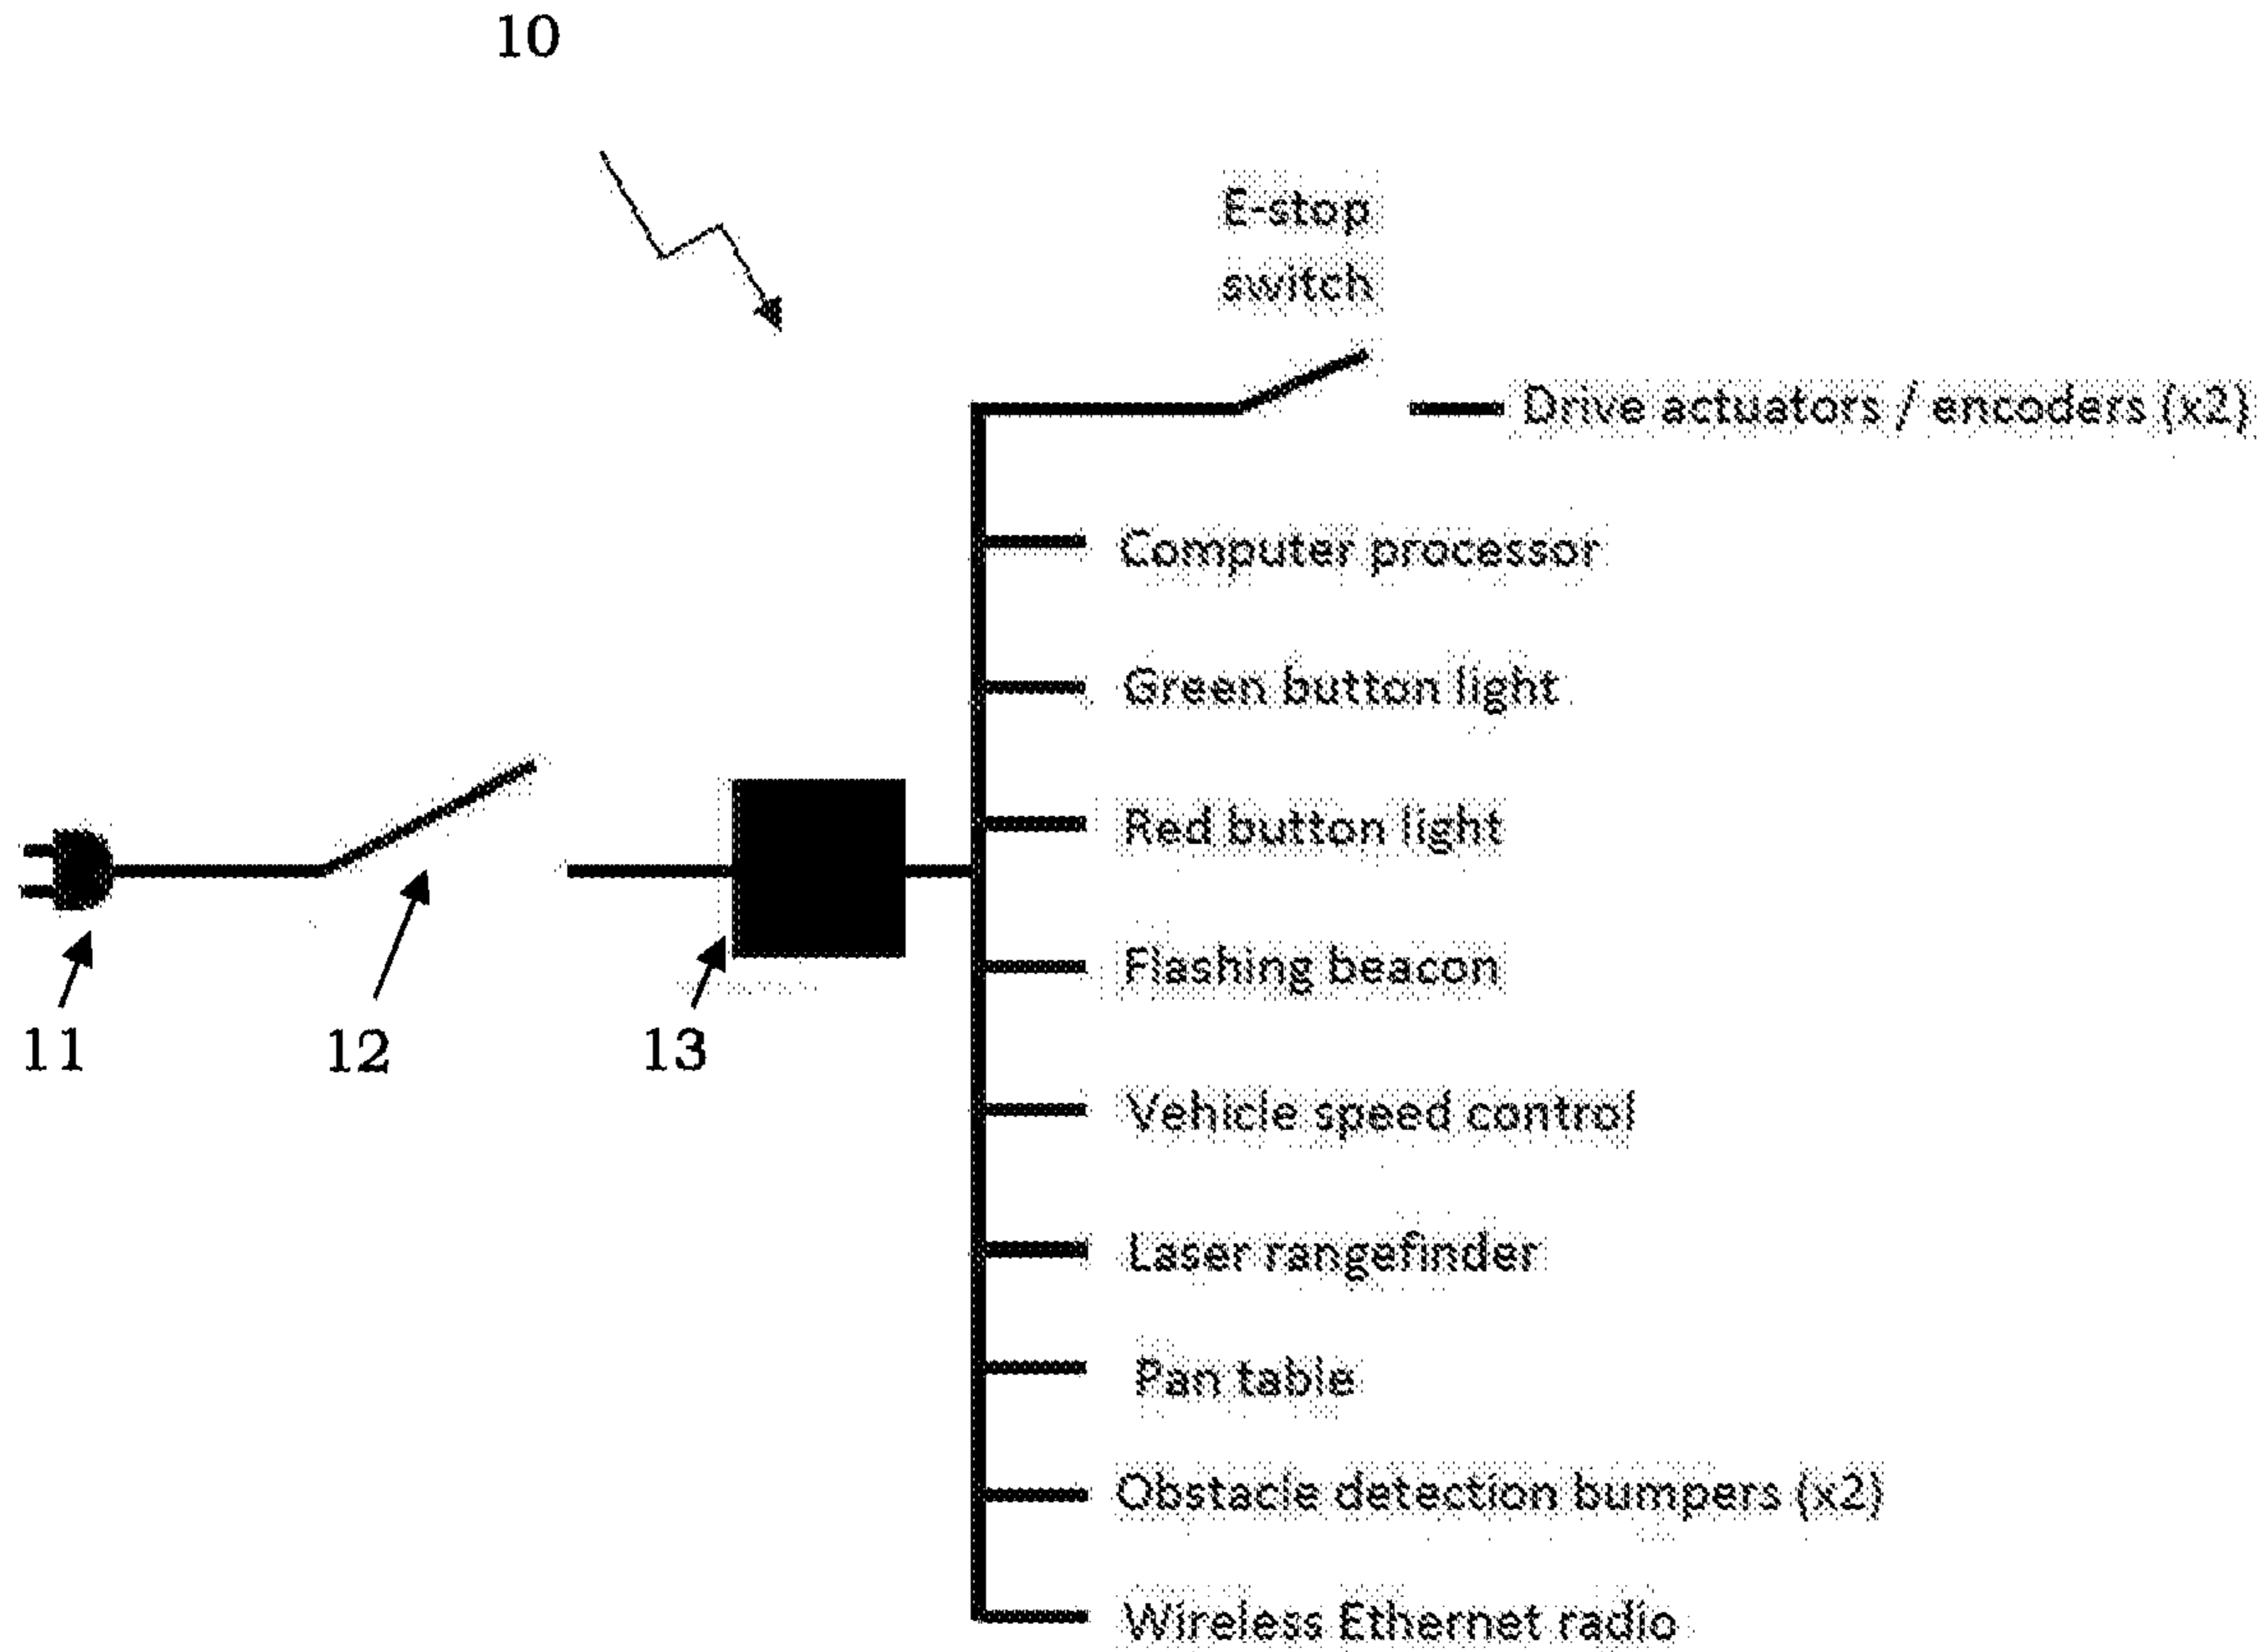 10
E-stop
switch
Drive actuators / encoders (x2)
Computer processor
Green button light
Red button light
Flashing beacon
11
12
13
Vehicle speed control
Laser rangefinder
Pan table
Obstacle detection bumpers (x2)
Wireless Ethernet radio